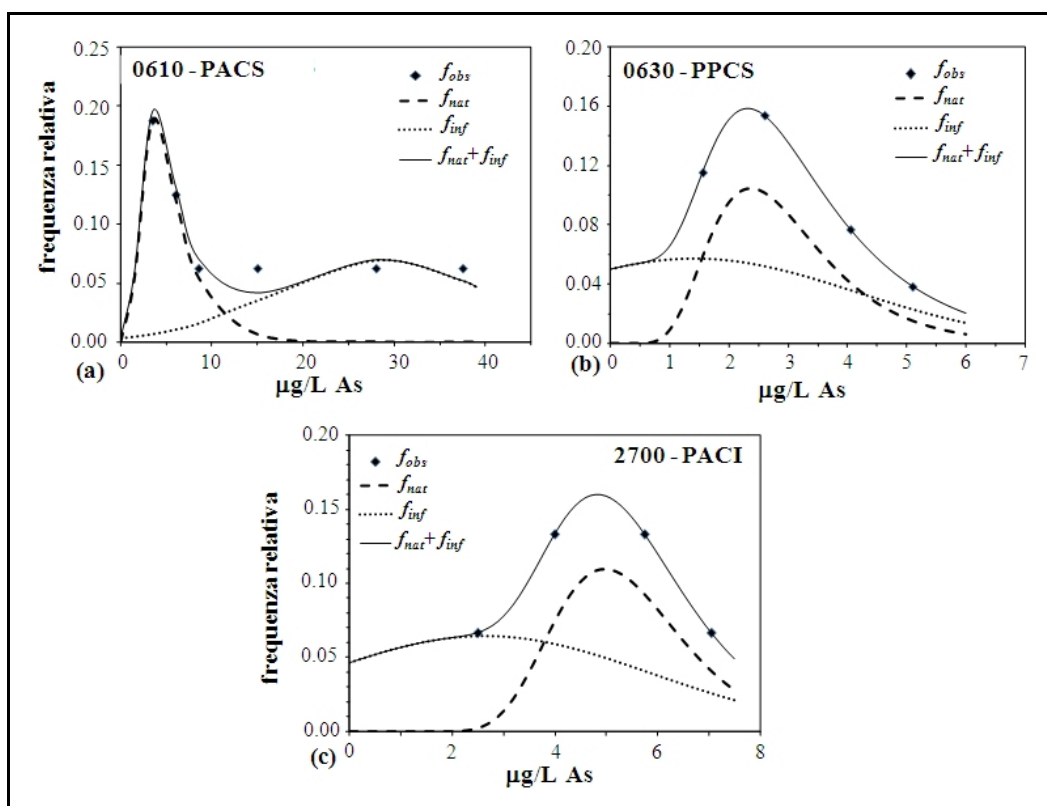 0610 - PACS
f_obs
f_nat
f_inf
f_nat+f_inf
frequenza relativa
0.25
0.20
0.15
0.10
0.05
0.00
0 10 20 30 40 50
(a)
µg/L As
0630 - PPCS
f_obs
f_nat
f_inf
f_nat+f_inf
0.20
0.16
0.12
0.08
0.04
0.00
0 1 2 3 4 5 6 7
(b)
µg/L As
2700 - PACI
f_obs
f_nat
f_inf
f_nat+f_inf
frequenza relativa
0.20
0.15
0.10
0.05
0.00
0 2 4 6 8
(c)
µg/L As